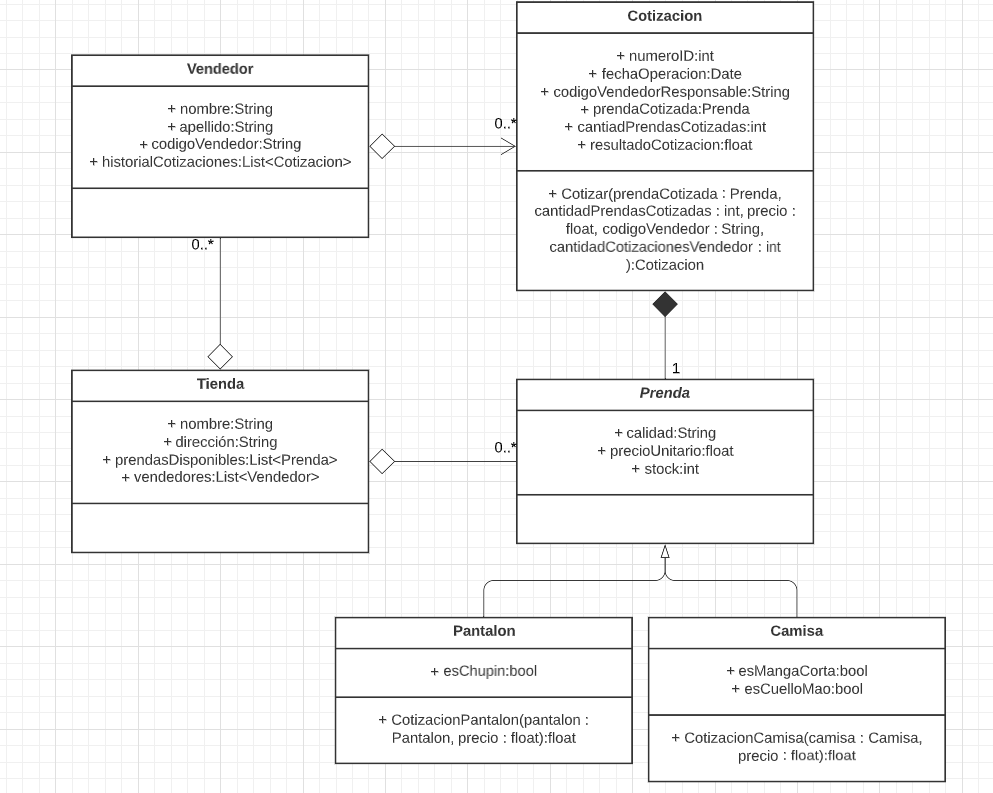 Cotizacion
+ numeroID:int
+ fechaOperacion:Date
+ codigoVendedorResponsable:String
+ prendaCotizada:Prenda
+ cantiadPrendasCotizadas:int
+ resultadoCotizacion:float
+ Cotizar(prendaCotizada : Prenda,
cantidadPrendasCotizadas : int, precio :
float, codigoVendedor : String,
cantidadCotizacionesVendedor : int
):Cotizacion
Vendedor
+ nombre:String
+ apellido:String
+ codigoVendedor:String
+ historialCotizaciones:List<Cotizacion>
0..*
0..*
1
Tienda
+ nombre:String
+ dirección:String
+ prendasDisponibles:List<Prenda>
+ vendedores:List<Vendedor>
0..*
Prenda
+ calidad:String
+ precioUnitario:float
+ stock:int
Pantalon
+ esChupin:bool
+ CotizacionPantalon(pantalon :
Pantalon, precio : float):float
Camisa
+ esMangaCorta:bool
+ esCuelloMao:bool
+ CotizacionCamisa(camisa : Camisa,
precio : float):float